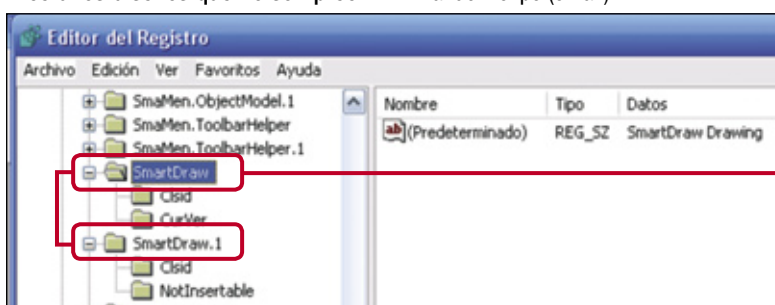 Editor del Registro
Archivo Edición Ver Favoritos Ayuda
SmaMen.ObjectModel.1
SmaMen.ToolbarHelper
SmaMen.ToolbarHelper.1
SmartDraw
Clsid
CurVer
SmartDraw.1
Clsid
NotInsertable
Nombre Tipo Datos
ab (Predeterminado) REG_SZ SmartDraw Drawing